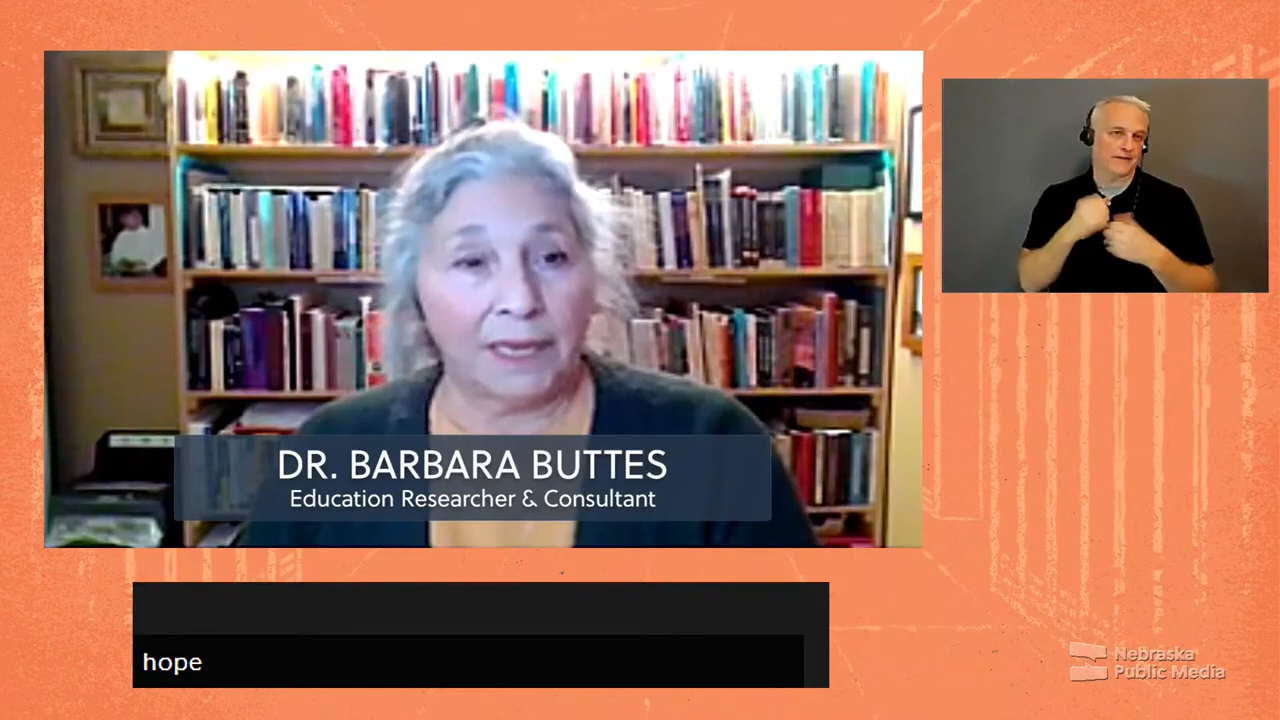 DR. BARBARA BUTTES
Education Researcher & Consultant
hope
Nebraska
Public Media